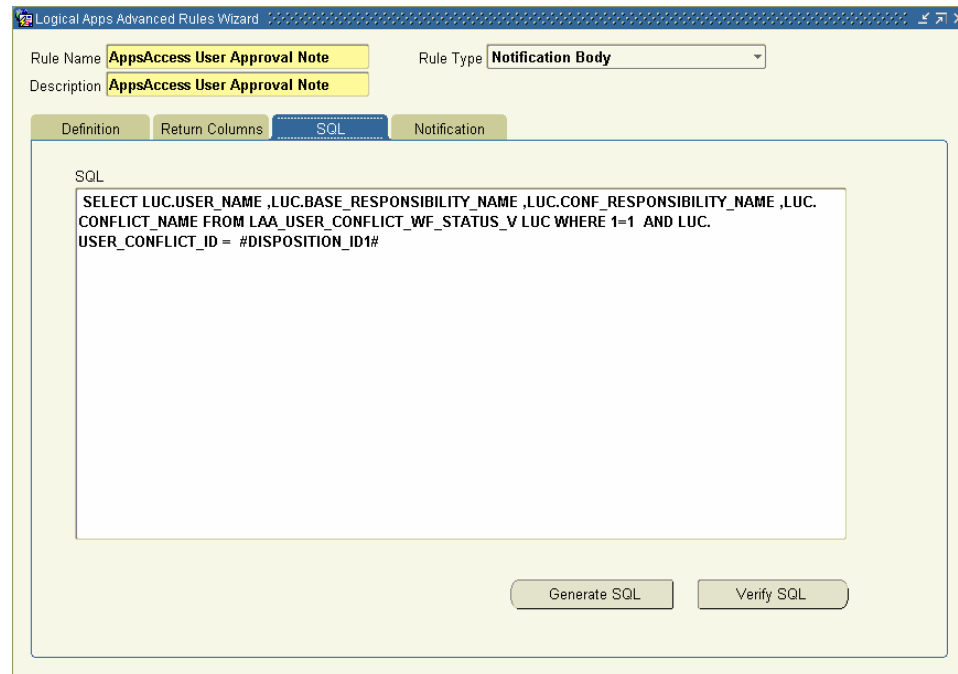 Logical Apps Advanced Rules Wizard
Rule Name AppsAccess User Approval Note Rule Type Notification Body
Description AppsAccess User Approval Note
Definition Return Columns SQL Notification
SQL
SELECT LUC.USER_NAME ,LUC.BASE_RESPONSIBILITY_NAME ,LUC.CONF_RESPONSIBILITY_NAME ,LUC.
CONFLICT_NAME FROM LAA_USER_CONFLICT_WF_STATUS_V LUC WHERE 1=1 AND LUC.
USER_CONFLICT_ID = #DISPOSITION_ID1#
Generate SQL Verify SQL